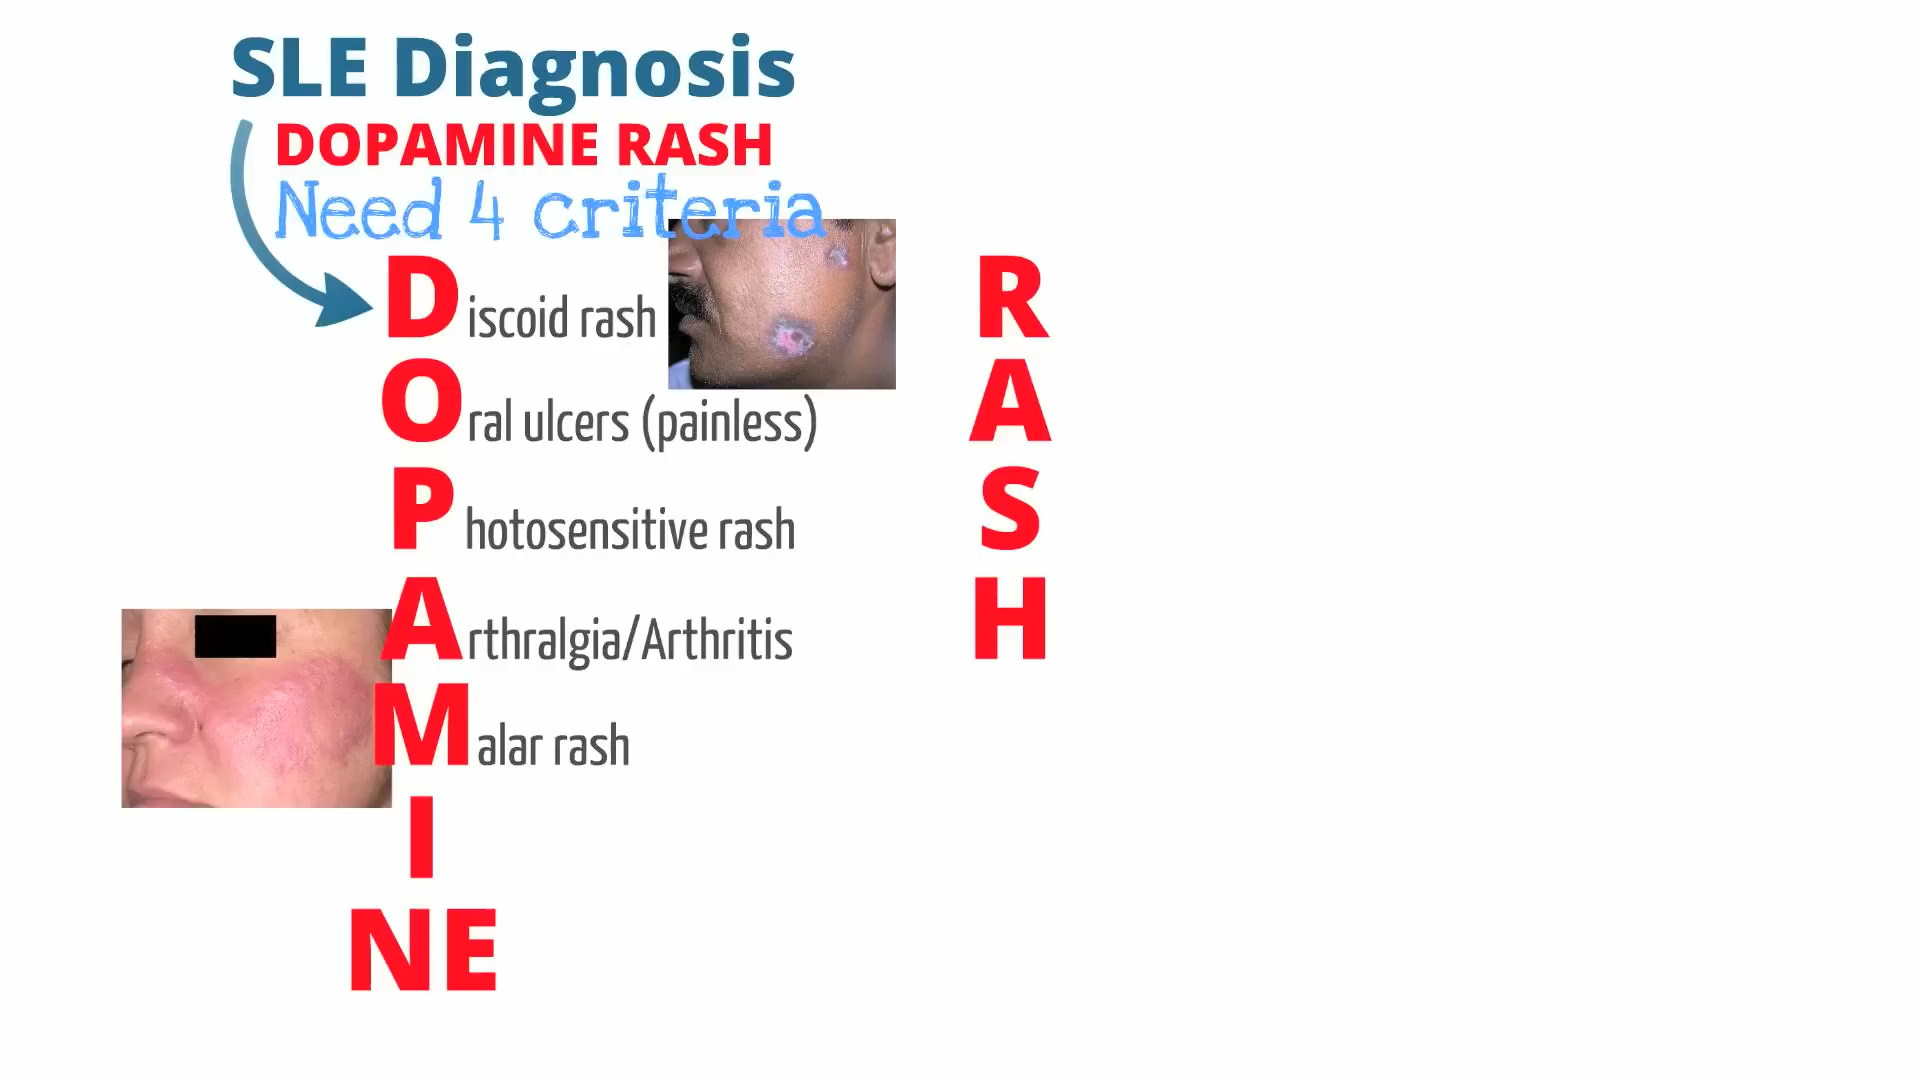 SLE Diagnosis
DOPAMINE RASH
Need 4 criteria
Discoid rash
Oral ulcers (painless)
Photosensitive rash
Arthralgia/Arthritis
Malar rash
I
NE
R
A
S
H